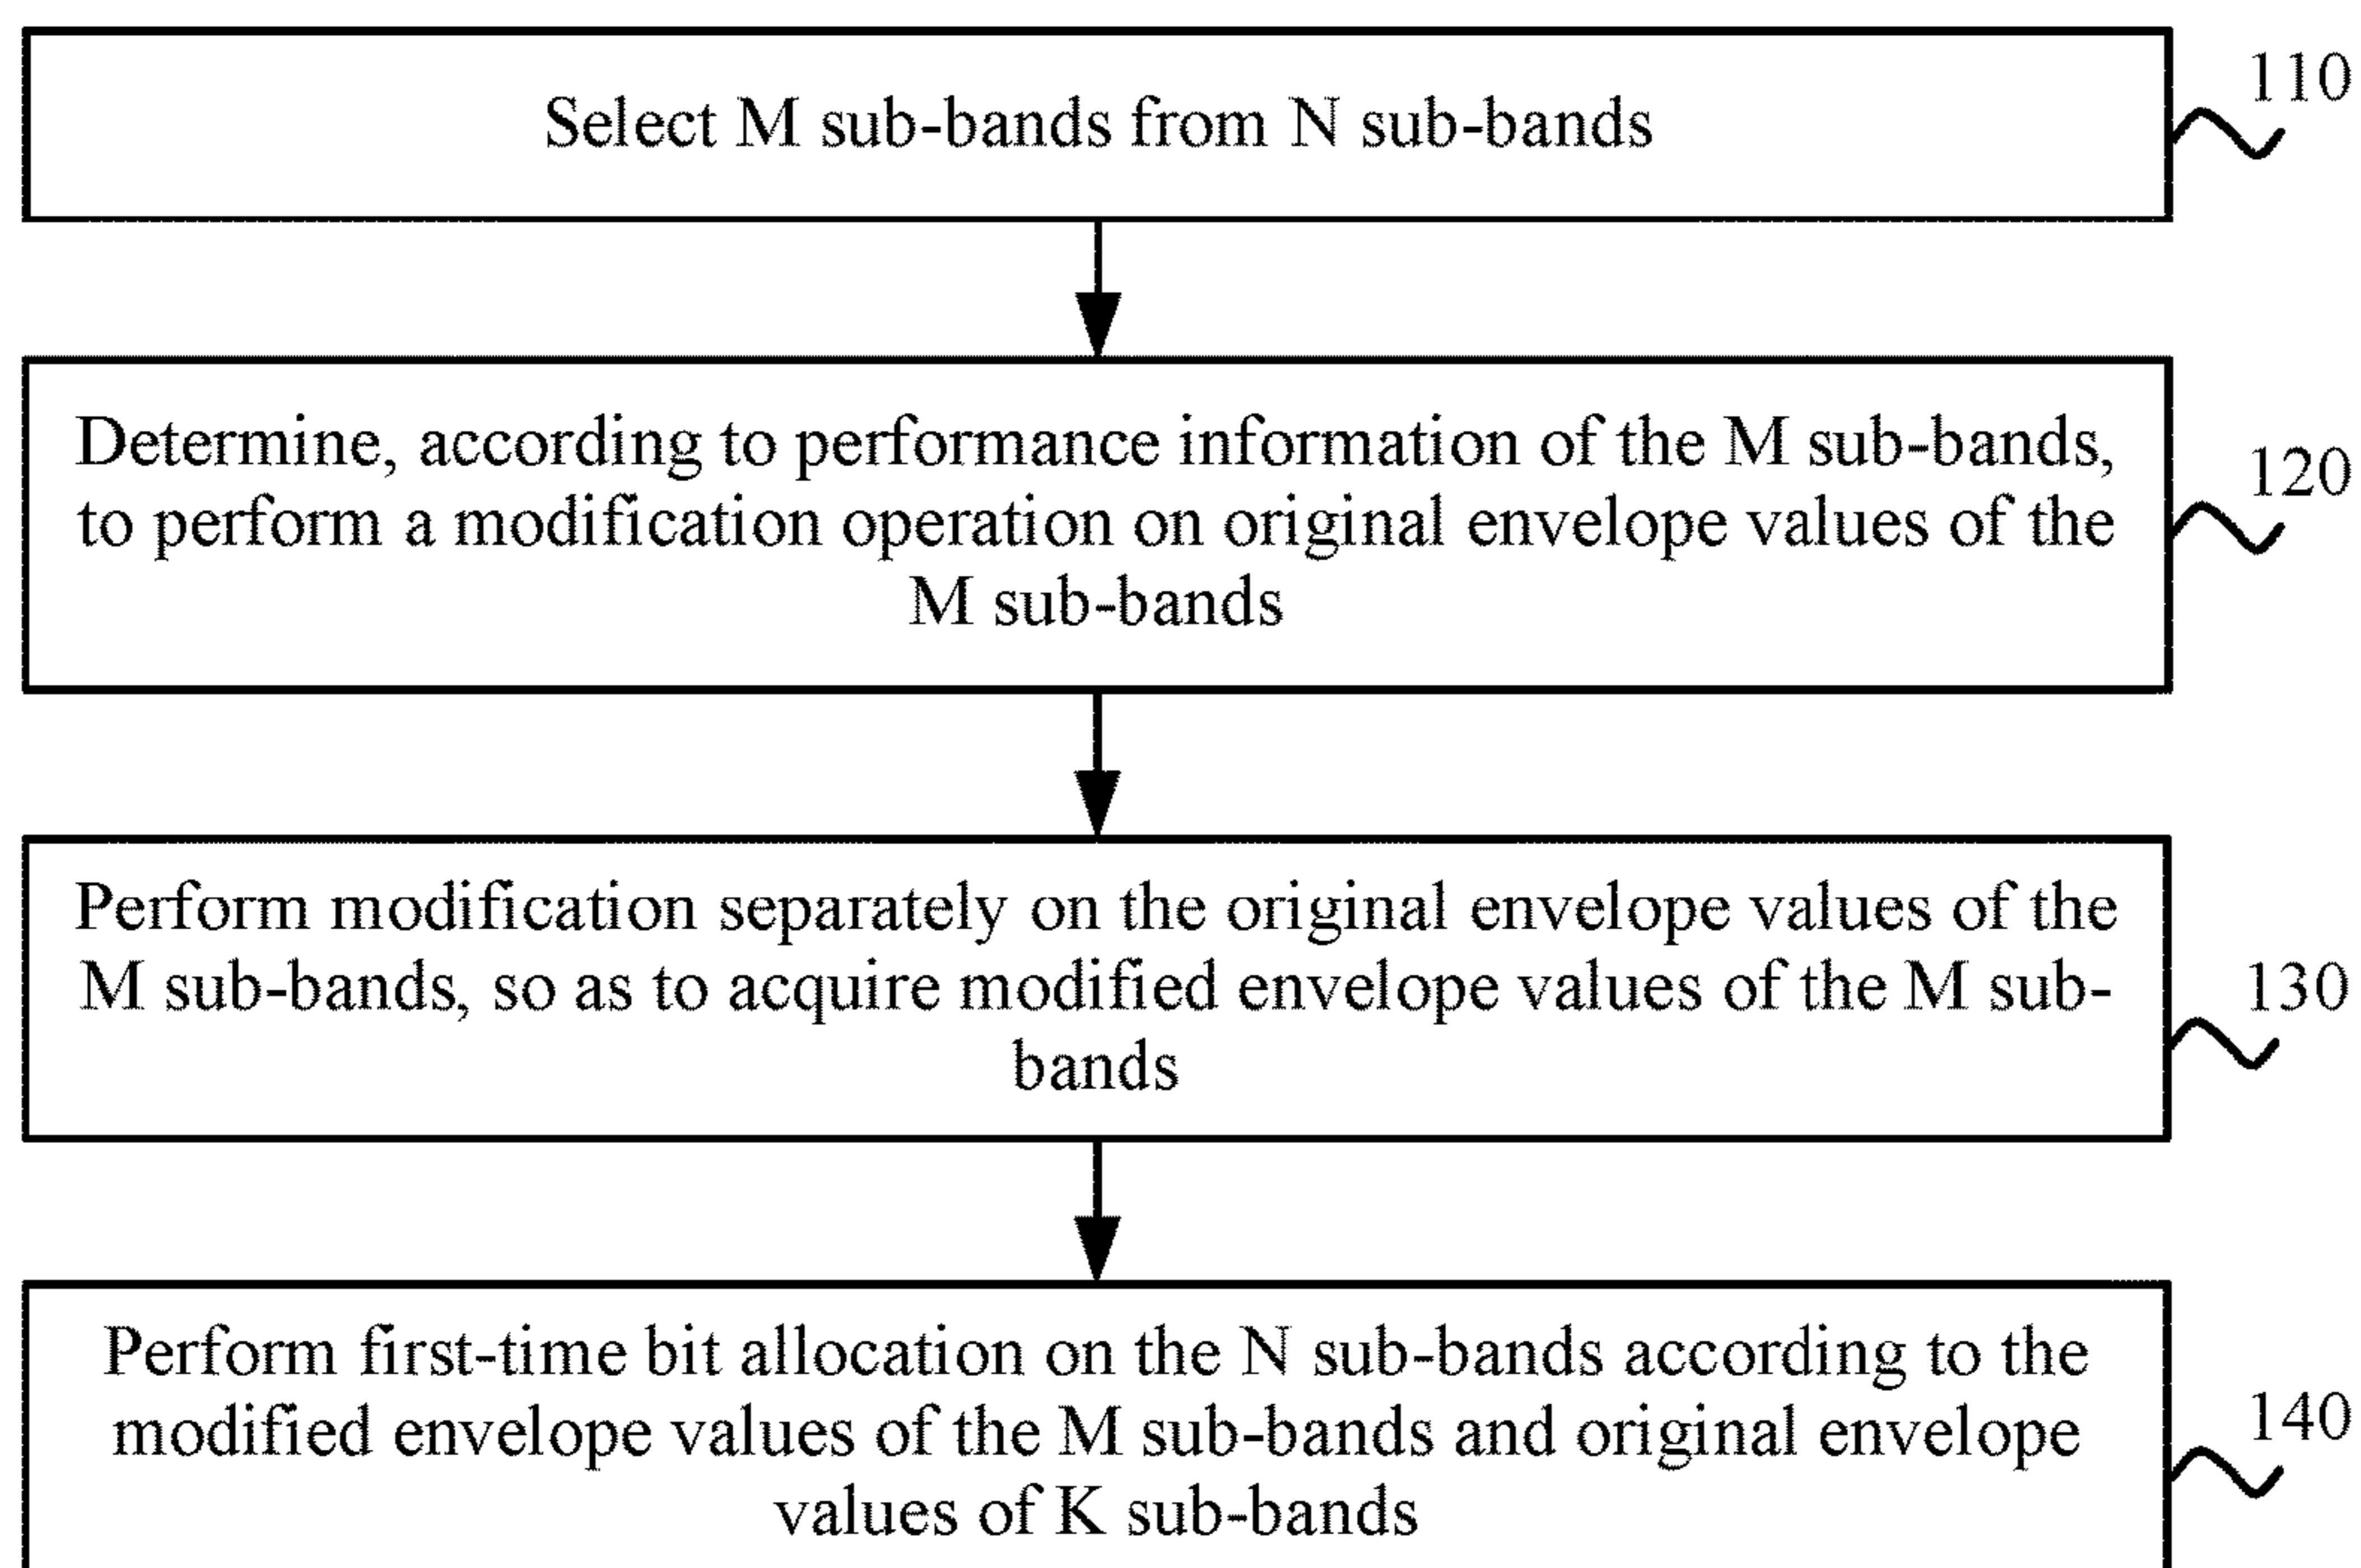 Select M sub-bands from N sub-bands
110
Determine, according to performance information of the M sub-bands,
to perform a modification operation on original envelope values of the
M sub-bands
120
Perform modification separately on the original envelope values of the
M sub-bands, so as to acquire modified envelope values of the M sub-
bands
130
Perform first-time bit allocation on the N sub-bands according to the
modified envelope values of the M sub-bands and original envelope
values of K sub-bands
140